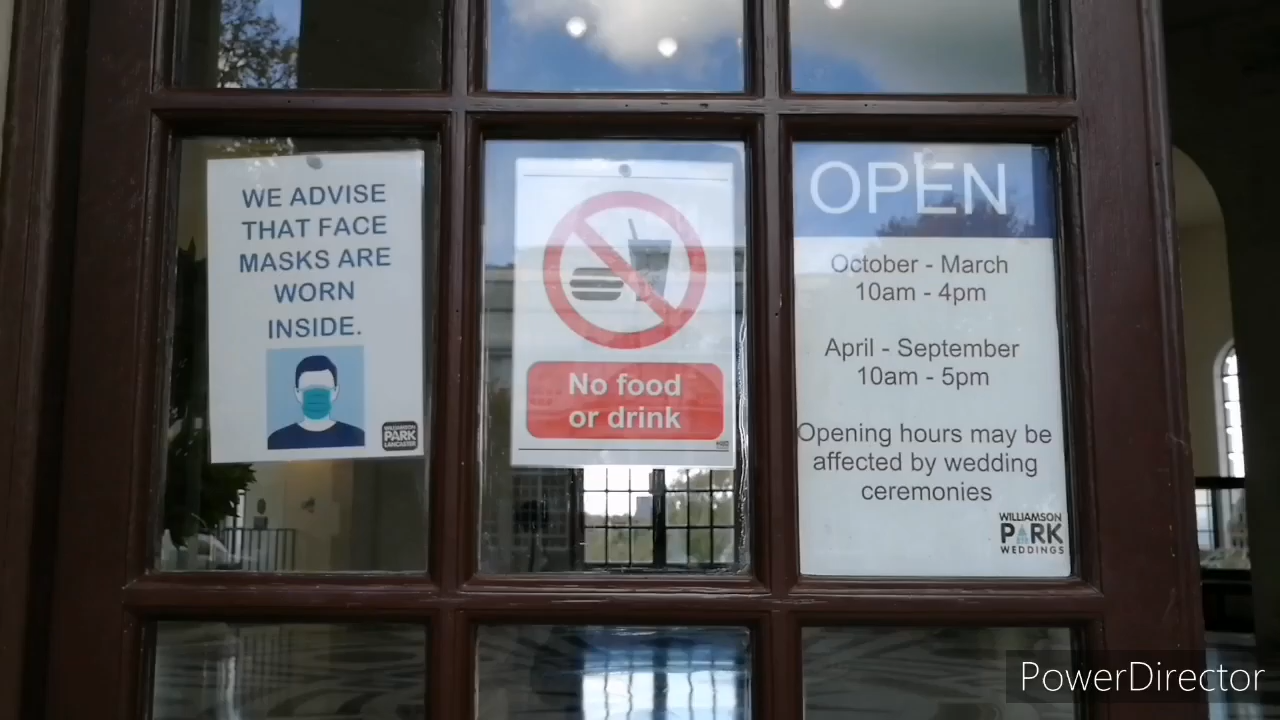 WE ADVISE
THAT FACE
MASKS ARE
WORN
INSIDE.
WILLIAMSON
PARK
LANCASTER
No food
or drink
OPEN
October - March
10am - 4pm
April - September
10am - 5pm
Opening hours may be
affected by wedding
ceremonies
WILLIAMSON
PARK
WEDDINGS
PowerDirector